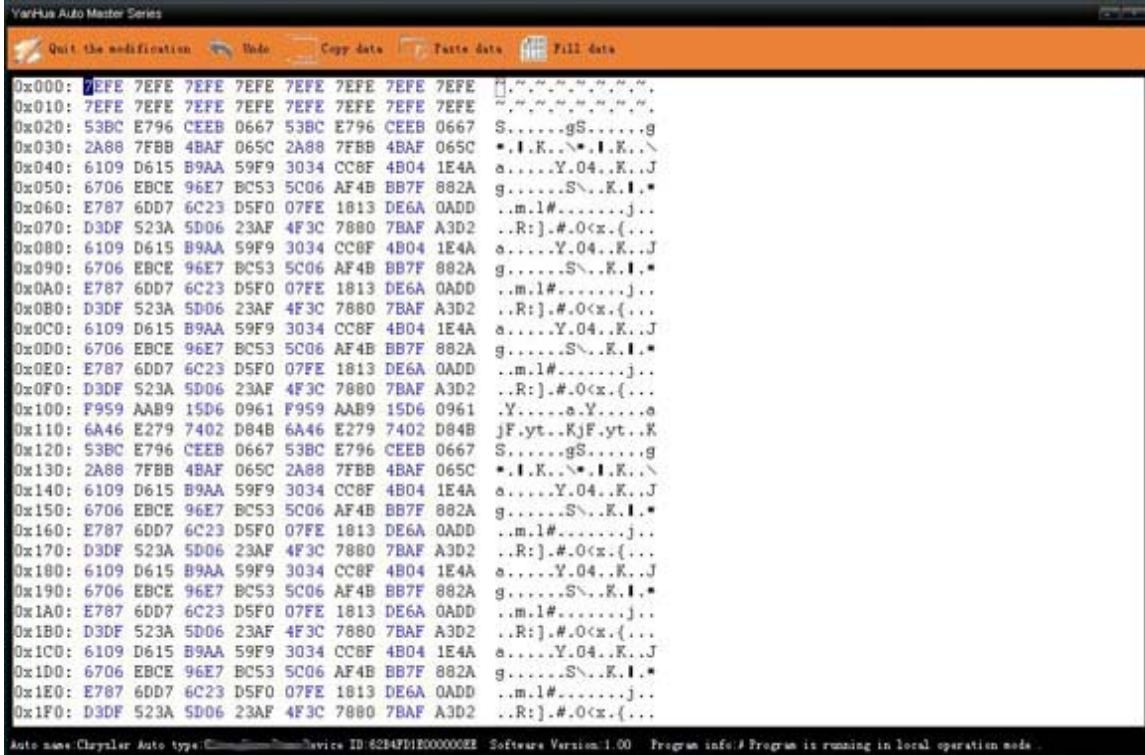 YanHua Auto Master Series
Quit the modification Undo Copy data Paste data Fill data
0x000: 7EFE 7EFE 7EFE 7EFE 7EFE 7EFE 7EFE 7EFE ~.~.~.~.~.~.~.~.
0x010: 7EFE 7EFE 7EFE 7EFE 7EFE 7EFE 7EFE 7EFE ~.~.~.~.~.~.~.~.
0x020: 53BC E796 CEEB 0667 53BC E796 CEEB 0667 S......gS......g
0x030: 2A88 7FBB 4BAF 065C 2A88 7FBB 4BAF 065C *.▌.K..\*.▌.K..\
0x040: 6109 D615 B9AA 59F9 3034 CC8F 4B04 1E4A a.....Y.04..K..J
0x050: 6706 EBCE 96E7 BC53 5C06 AF4B BB7F 882A g......S\..K.▌.*
0x060: E787 6DD7 6C23 D5F0 07FE 1813 DE6A 0ADD ..m.l#.......j..
0x070: D3DF 523A 5D06 23AF 4F3C 7880 7BAF A3D2 ..R:].#.O<x.{...
0x080: 6109 D615 B9AA 59F9 3034 CC8F 4B04 1E4A a.....Y.04..K..J
0x090: 6706 EBCE 96E7 BC53 5C06 AF4B BB7F 882A g......S\..K.▌.*
0x0A0: E787 6DD7 6C23 D5F0 07FE 1813 DE6A 0ADD ..m.l#.......j..
0x0B0: D3DF 523A 5D06 23AF 4F3C 7880 7BAF A3D2 ..R:].#.O<x.{...
0x0C0: 6109 D615 B9AA 59F9 3034 CC8F 4B04 1E4A a.....Y.04..K..J
0x0D0: 6706 EBCE 96E7 BC53 5C06 AF4B BB7F 882A g......S\..K.▌.*
0x0E0: E787 6DD7 6C23 D5F0 07FE 1813 DE6A 0ADD ..m.l#.......j..
0x0F0: D3DF 523A 5D06 23AF 4F3C 7880 7BAF A3D2 ..R:].#.O<x.{...
0x100: F959 AAB9 15D6 0961 F959 AAB9 15D6 0961 .Y.....a.Y.....a
0x110: 6A46 E279 7402 D84B 6A46 E279 7402 D84B jF.yt..KjF.yt..K
0x120: 53BC E796 CEEB 0667 53BC E796 CEEB 0667 S......gS......g
0x130: 2A88 7FBB 4BAF 065C 2A88 7FBB 4BAF 065C *.▌.K..\*.▌.K..\
0x140: 6109 D615 B9AA 59F9 3034 CC8F 4B04 1E4A a.....Y.04..K..J
0x150: 6706 EBCE 96E7 BC53 5C06 AF4B BB7F 882A g......S\..K.▌.*
0x160: E787 6DD7 6C23 D5F0 07FE 1813 DE6A 0ADD ..m.l#.......j..
0x170: D3DF 523A 5D06 23AF 4F3C 7880 7BAF A3D2 ..R:].#.O<x.{...
0x180: 6109 D615 B9AA 59F9 3034 CC8F 4B04 1E4A a.....Y.04..K..J
0x190: 6706 EBCE 96E7 BC53 5C06 AF4B BB7F 882A g......S\..K.▌.*
0x1A0: E787 6DD7 6C23 D5F0 07FE 1813 DE6A 0ADD ..m.l#.......j..
0x1B0: D3DF 523A 5D06 23AF 4F3C 7880 7BAF A3D2 ..R:].#.O<x.{...
0x1C0: 6109 D615 B9AA 59F9 3034 CC8F 4B04 1E4A a.....Y.04..K..J
0x1D0: 6706 EBCE 96E7 BC53 5C06 AF4B BB7F 882A g......S\..K.▌.*
0x1E0: E787 6DD7 6C23 D5F0 07FE 1813 DE6A 0ADD ..m.l#.......j..
0x1F0: D3DF 523A 5D06 23AF 4F3C 7880 7BAF A3D2 ..R:].#.O<x.{...
Auto name:Chrysler Auto type: Device ID:62B4FD1E000000EE Software Version:1.00 Program info:# Program is running in local operation mode.